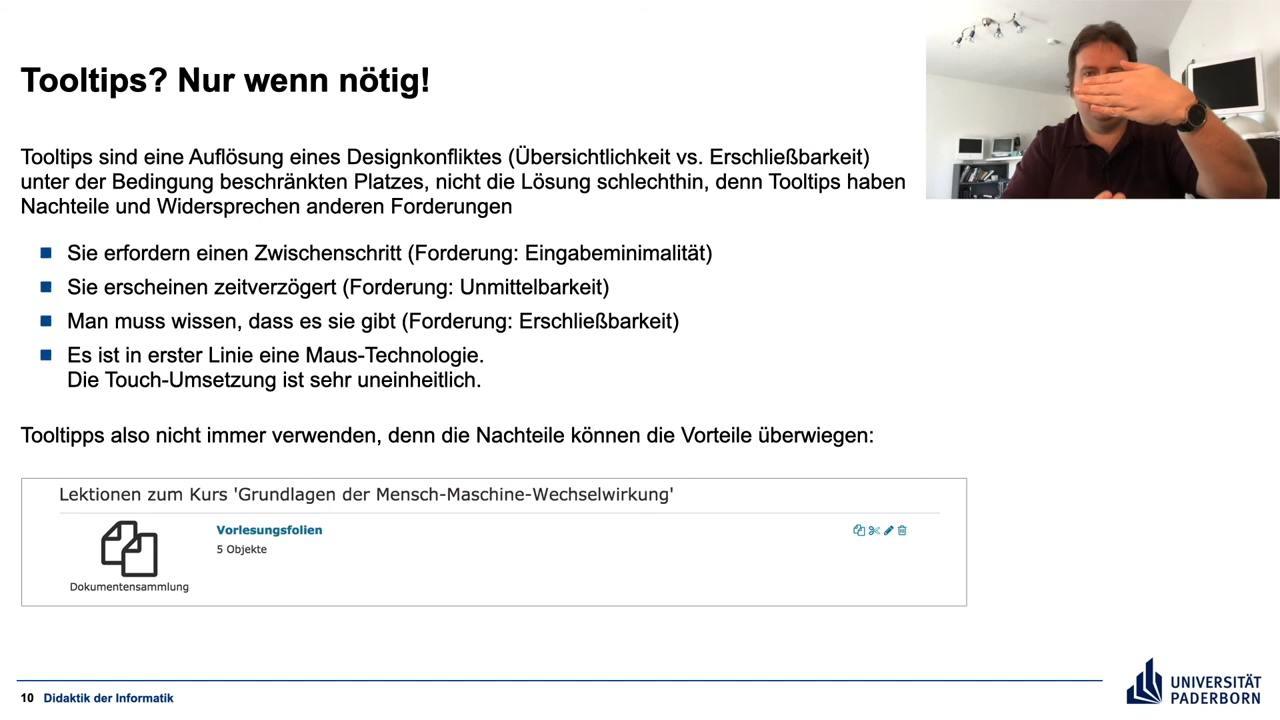 Tooltips? Nur wenn nötig!
Tooltips sind eine Auflösung eines Designkonfliktes (Übersichtlichkeit vs. Erschließbarkeit)
unter der Bedingung beschränkten Platzes, nicht die Lösung schlechthin, denn Tooltips haben
Nachteile und Widersprechen anderen Forderungen
Sie erfordern einen Zwischenschritt (Forderung: Eingabeminimalität)
Sie erscheinen zeitverzögert (Forderung: Unmittelbarkeit)
Man muss wissen, dass es sie gibt (Forderung: Erschließbarkeit)
Es ist in erster Linie eine Maus-Technologie.
Die Touch-Umsetzung ist sehr uneinheitlich.
Tooltipps also nicht immer verwenden, denn die Nachteile können die Vorteile überwiegen:
Lektionen zum Kurs 'Grundlagen der Mensch-Maschine-Wechselwirkung'
Vorlesungsfolien
5 Objekte
Dokumentensammlung
10 Didaktik der Informatik
UNIVERSITÄT
PADERBORN